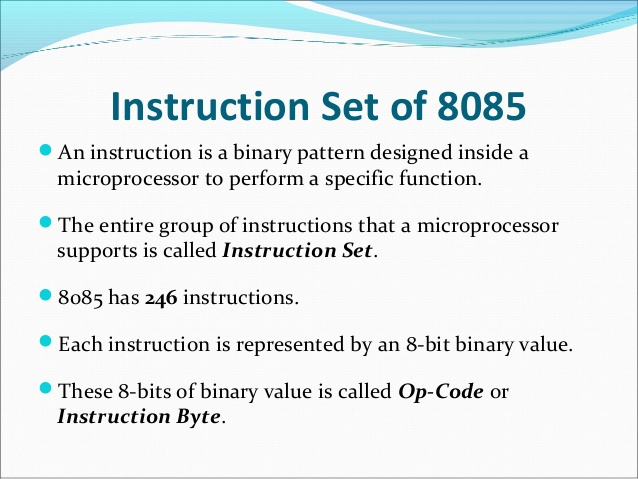 Instruction Set of 8085
An instruction is a binary pattern designed inside a
microprocessor to perform a specific function.
The entire group of instructions that a microprocessor
supports is called Instruction Set.
8085 has 246 instructions.
Each instruction is represented by an 8-bit binary value.
These 8-bits of binary value is called Op-Code or
Instruction Byte.